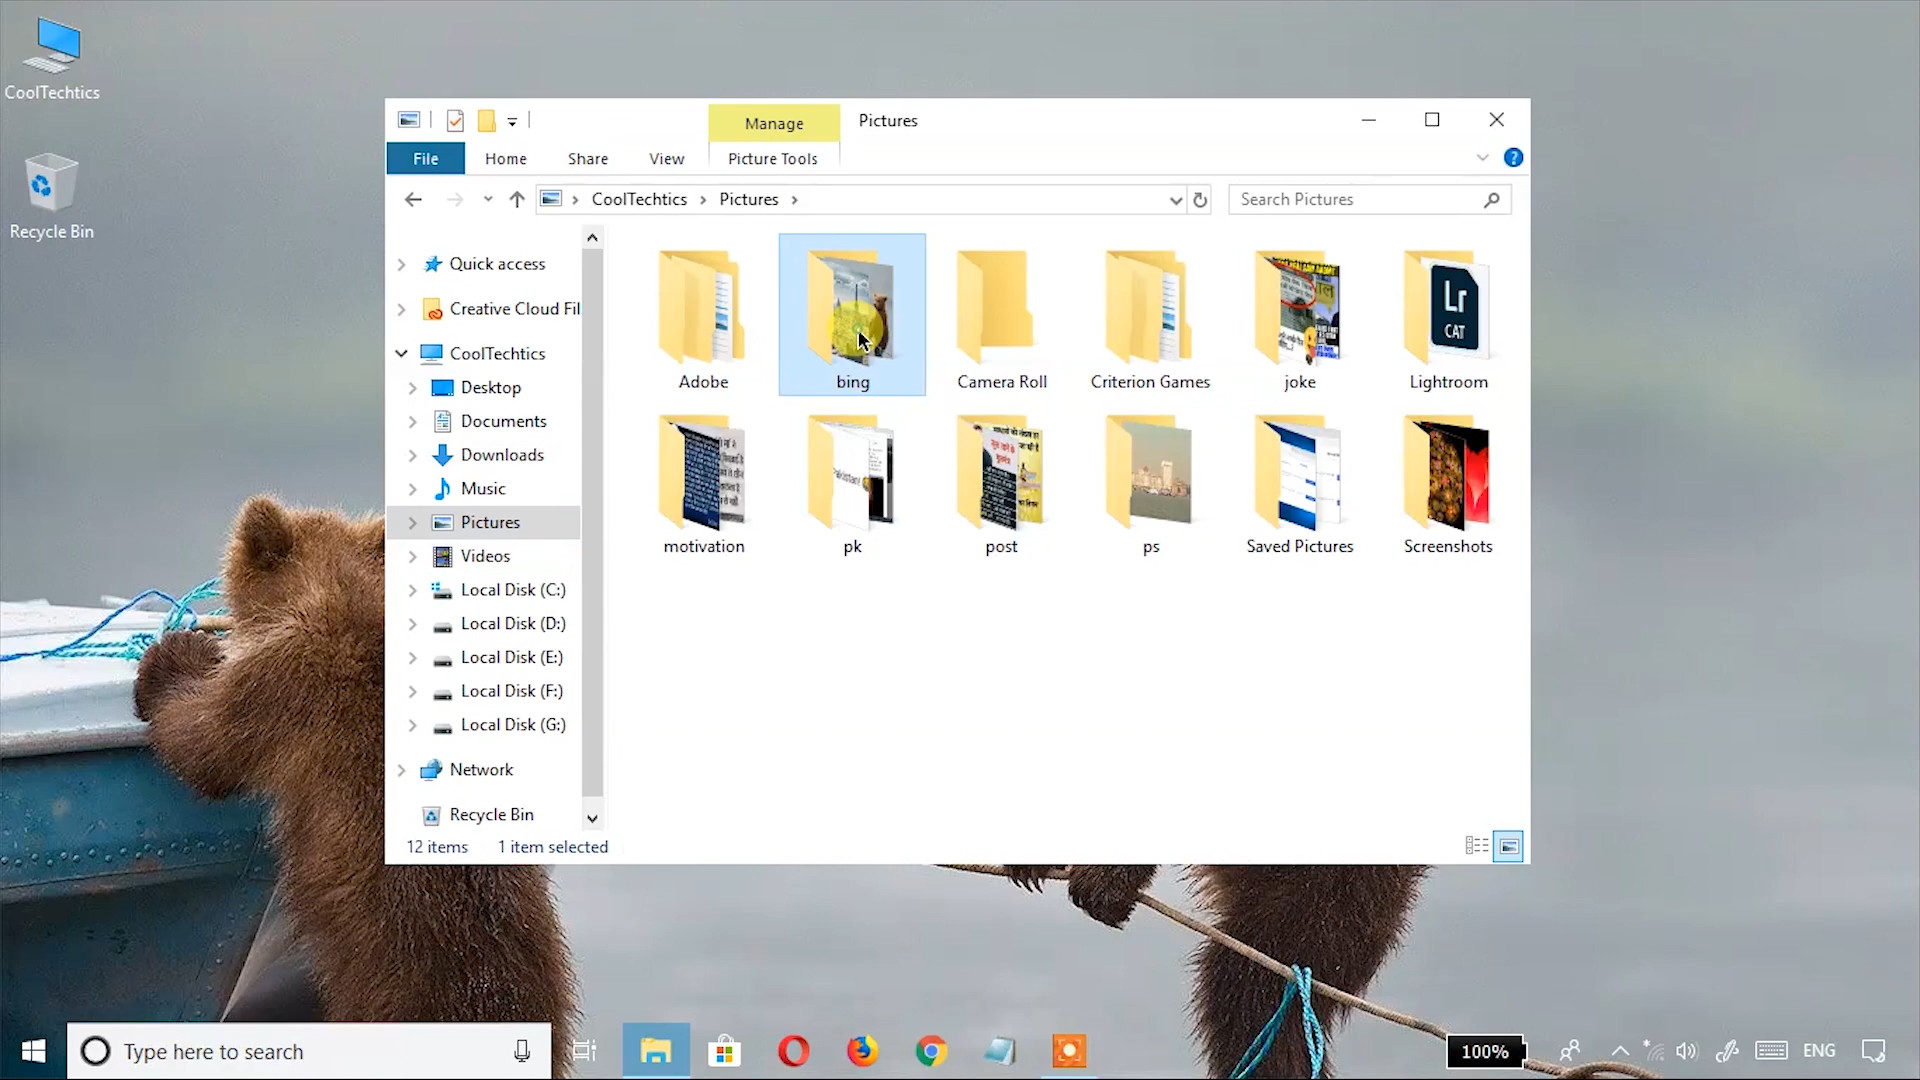 CoolTechtics
Recycle Bin
Manage
Pictures
File
Home
Share
View
Picture Tools
CoolTechtics
Pictures
Search Pictures
Quick access
Creative Cloud Fil
CoolTechtics
Desktop
Documents
Downloads
Music
Pictures
Videos
Local Disk (C:)
Local Disk (D:)
Local Disk (E:)
Local Disk (F:)
Local Disk (G:)
Network
Recycle Bin
Adobe
bing
Camera Roll
Criterion Games
joke
Lr
CAT
Lightroom
motivation
pk
post
ps
Saved Pictures
Screenshots
12 items
1 item selected
Type here to search
100%
ENG